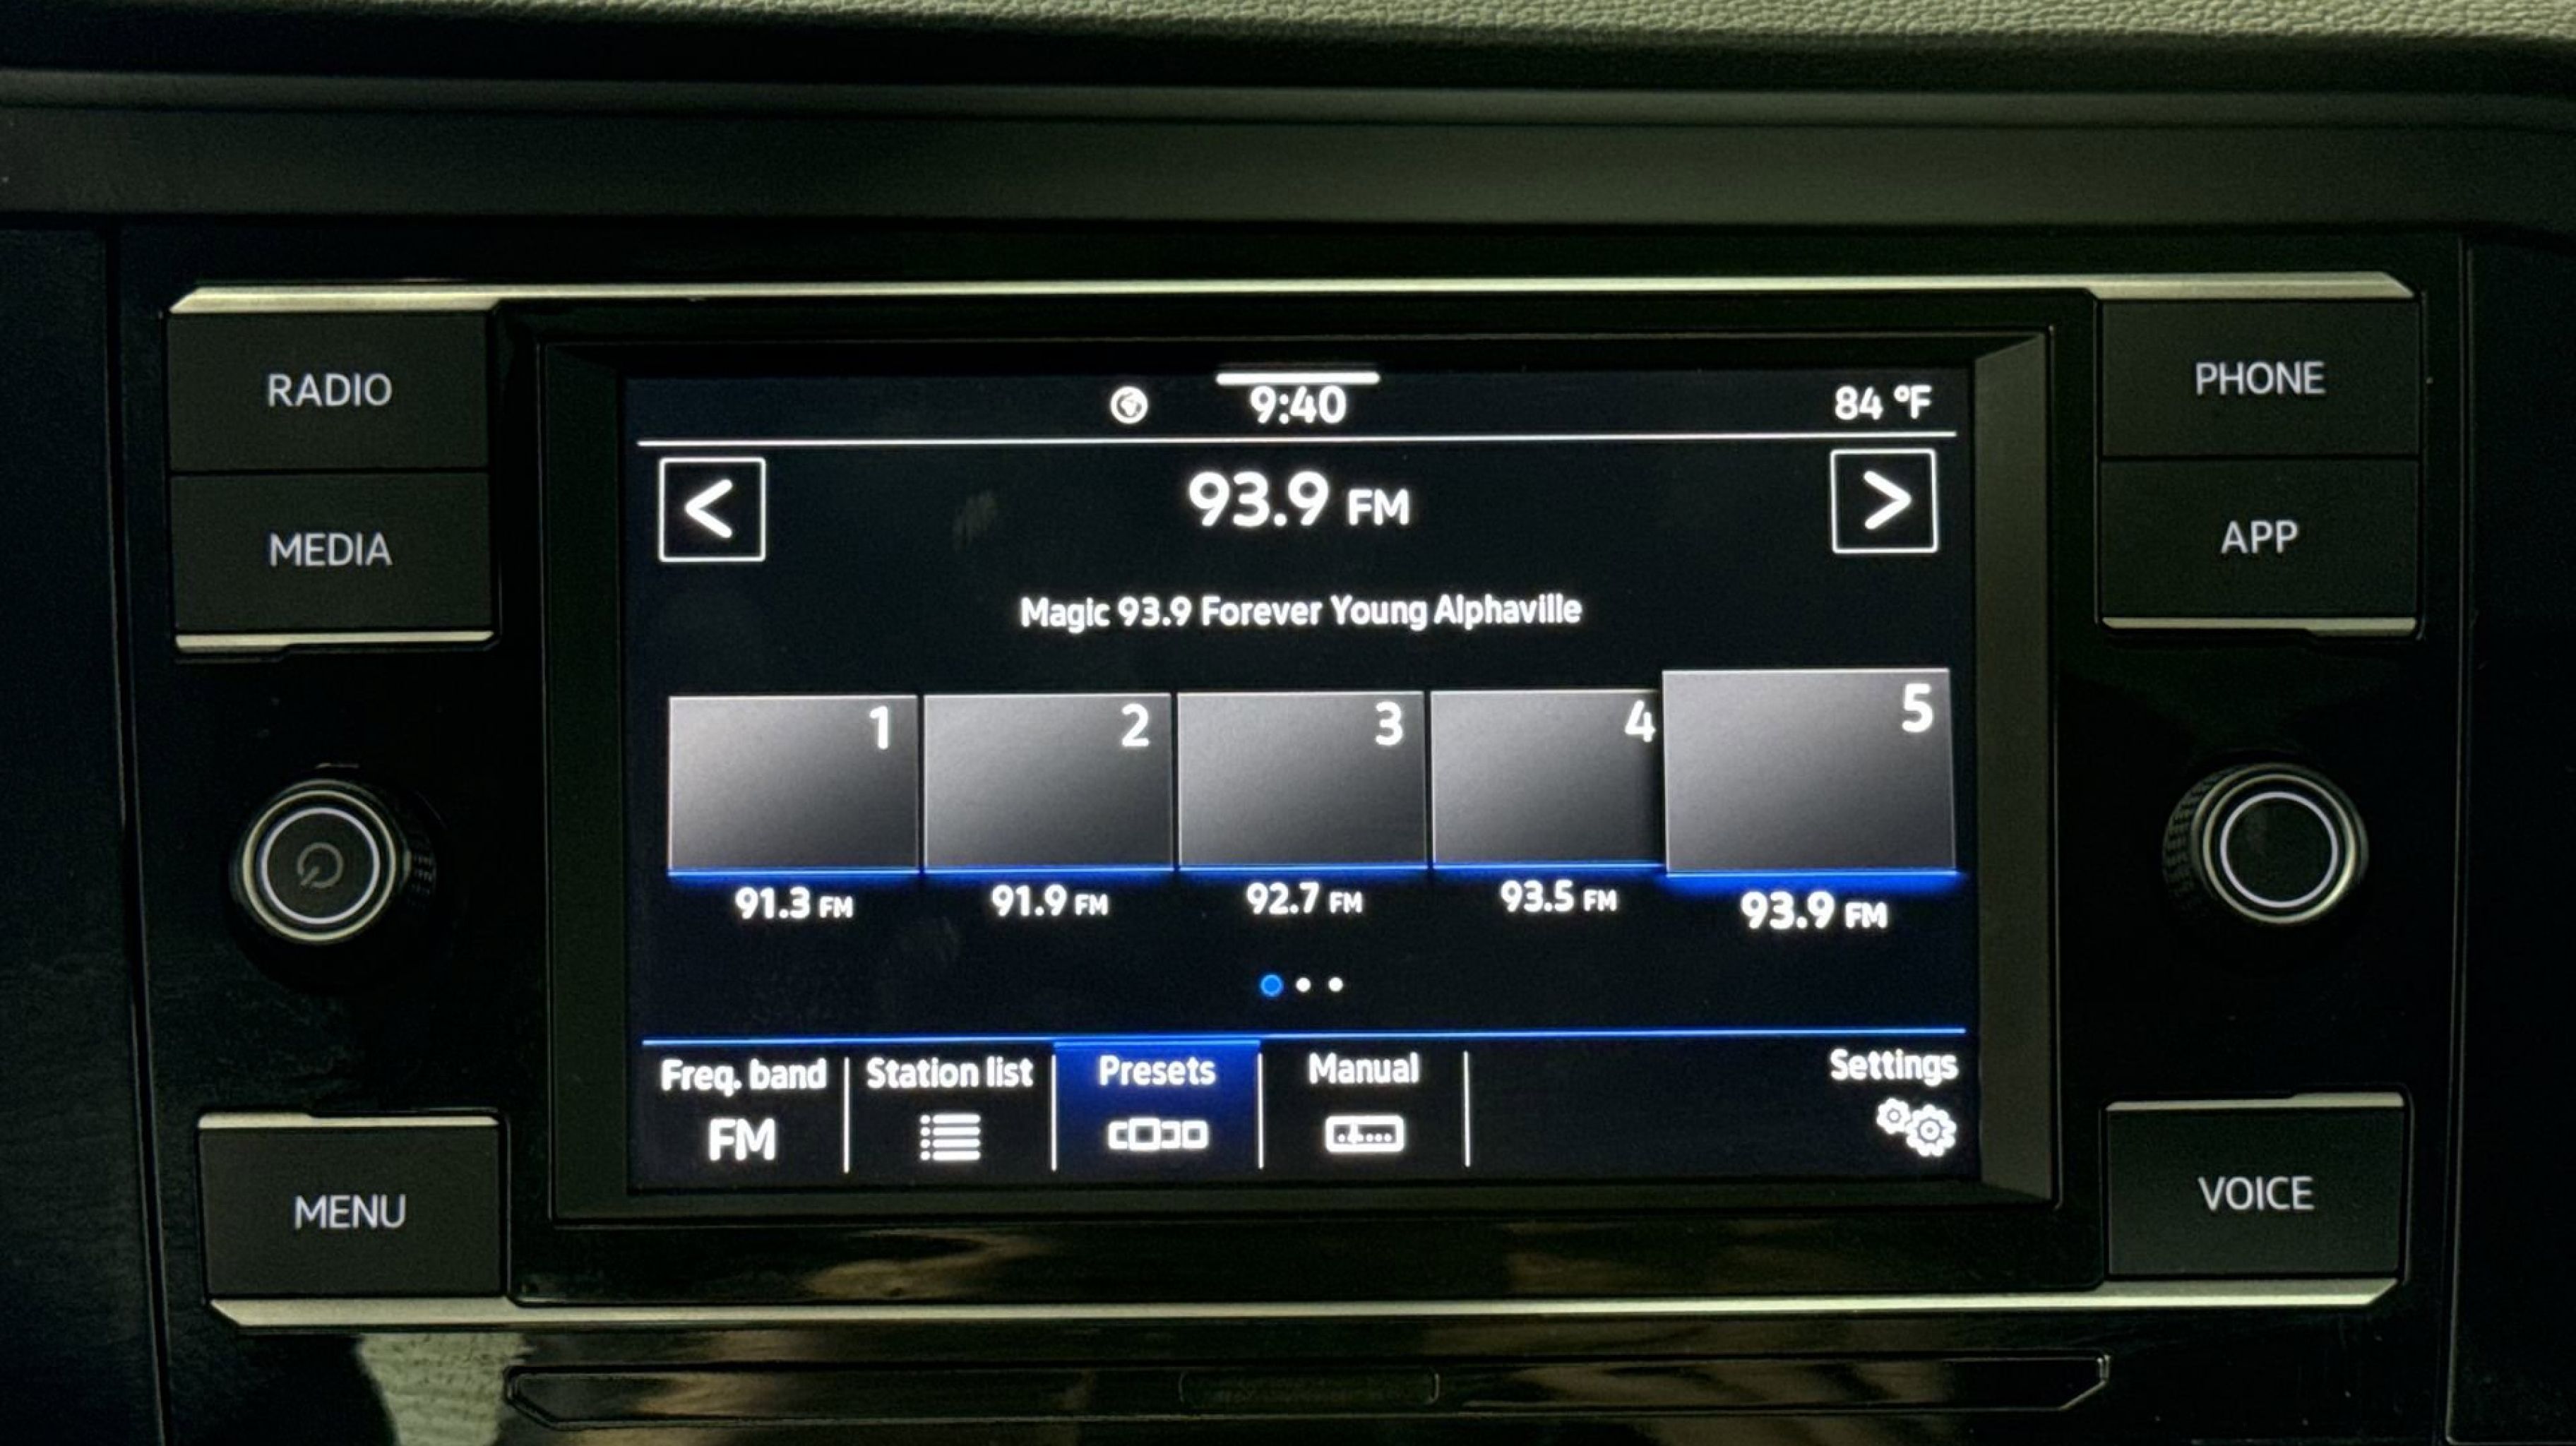 RADIO
MEDIA
MENU
PHONE
APP
VOICE
9:40
84 °F
93.9 FM
Magic 93.9 Forever Young Alphaville
1
2
3
4
5
91.3 FM
91.9 FM
92.7 FM
93.5 FM
93.9 FM
Freq. band
FM
Station list
Presets
Manual
Settings